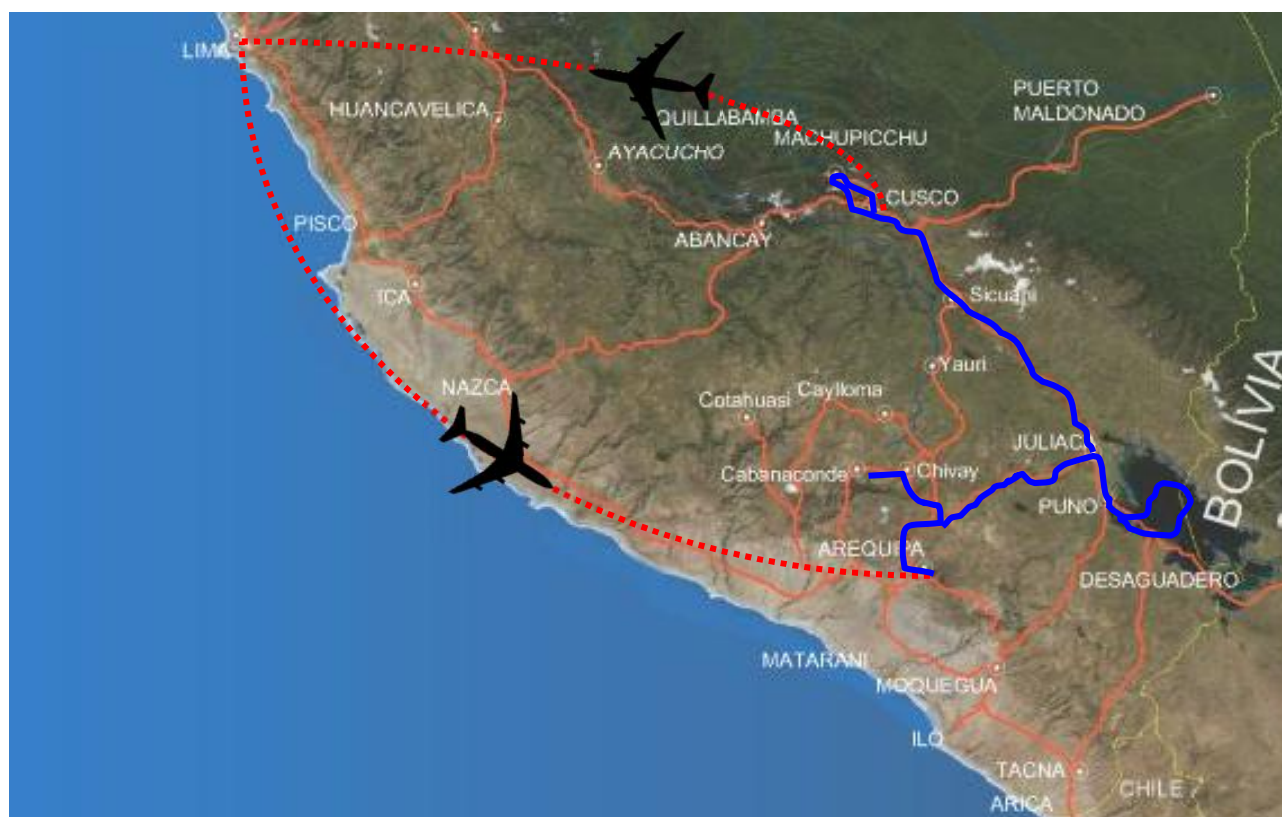 LIMA
PUERTO
MALDONADO
HUANCAVELICA
QUILLABAMBA
MACHUPICCHU
AYACUCHO
CUSCO
PISCO
ABANCAY
ICA
Sicuani
NAZCA
Yauri
Cotahuasi
Caylloma
BOLÍVIA
JULIACA
Cabanaconde
Chivay
PUNO
AREQUIPA
DESAGUADERO
MATARANI
MOQUEGUA
ILO
TACNA
CHILE
ARICA